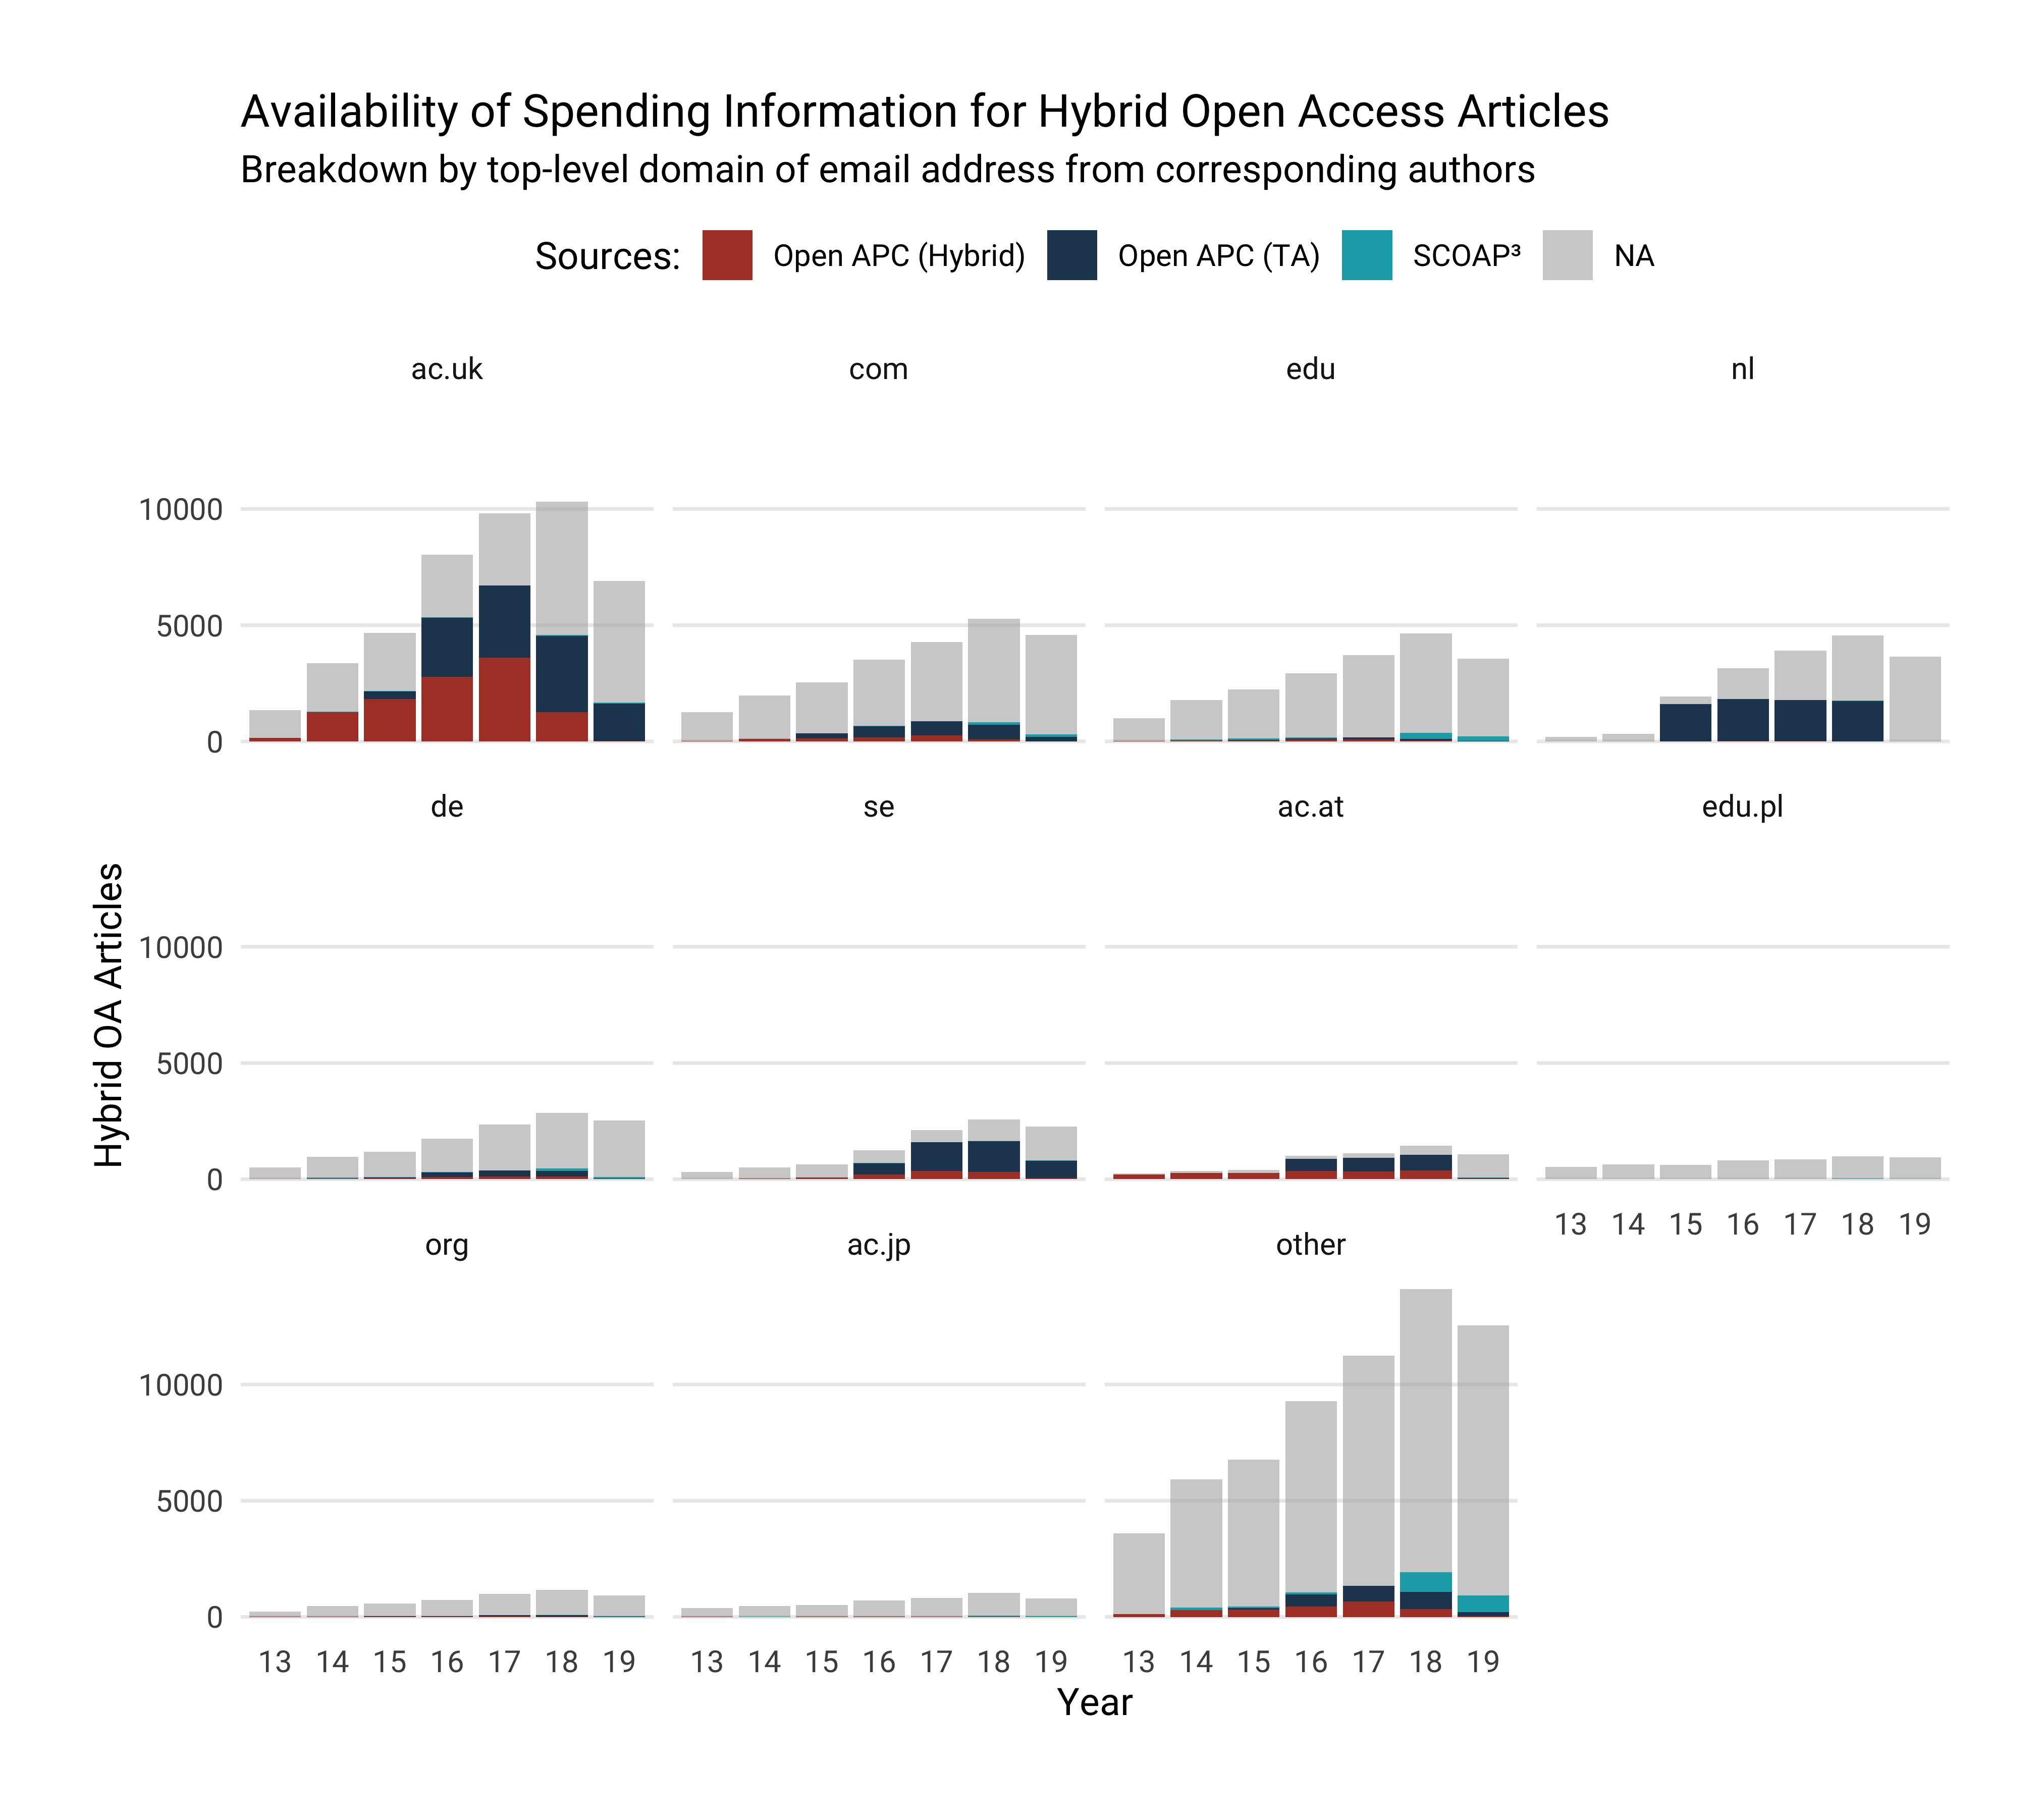 Availability of Spending Information for Hybrid Open Access Articles
Breakdown by top-level domain of email address from corresponding authors
Sources: Open APC (Hybrid) Open APC (TA) SCOAP³ NA
ac.uk com edu nl
10000
5000
0
de se ac.at edu.pl
Hybrid OA Articles
10000
5000
0
13 14 15 16 17 18 19
org ac.jp other
10000
5000
0
13 14 15 16 17 18 19 13 14 15 16 17 18 19 13 14 15 16 17 18 19
Year